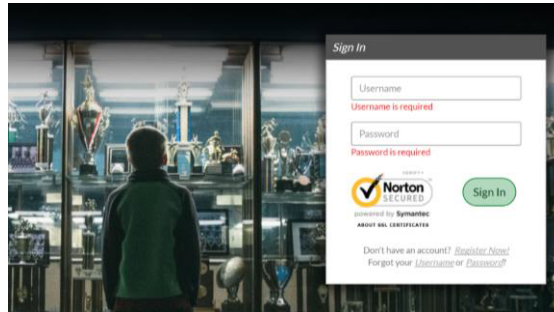 Sign In
Username
Username is required
Password
Password is required
VERIFY
Norton
SECURED
powered by Symantec
ABOUT SSL CERTIFICATES
Sign In
Don't have an account? Register Now!
Forgot your Username or Password?